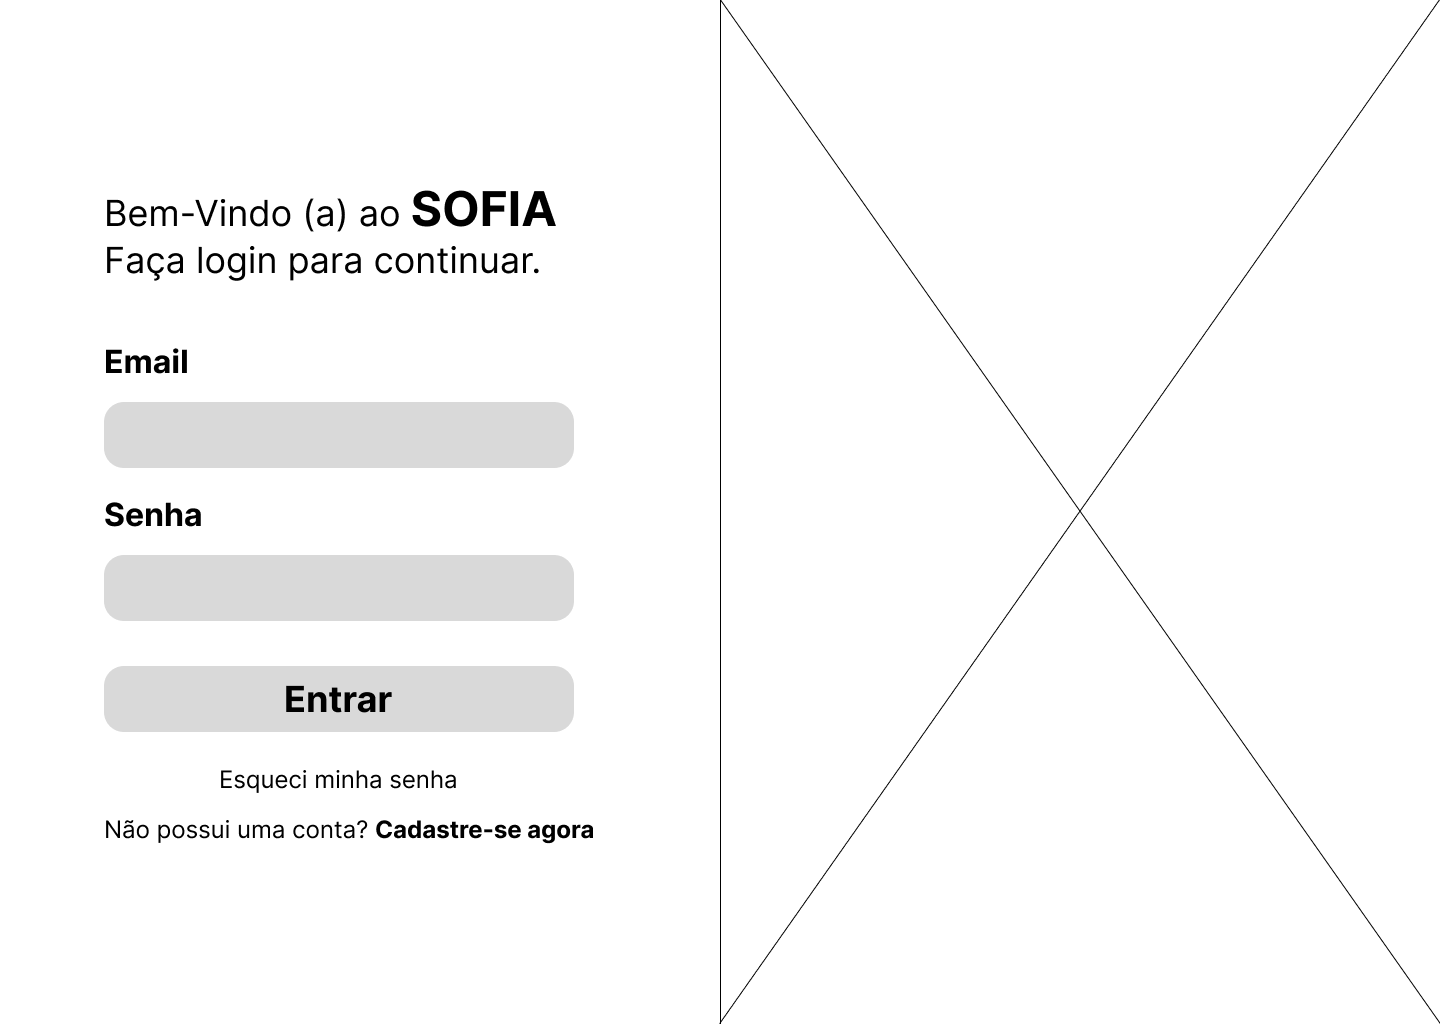 Bem-Vindo (a) ao SOFIA
Faça login para continuar.
Email
Senha
Entrar
Esqueci minha senha
Não possui uma conta? Cadastre-se agora